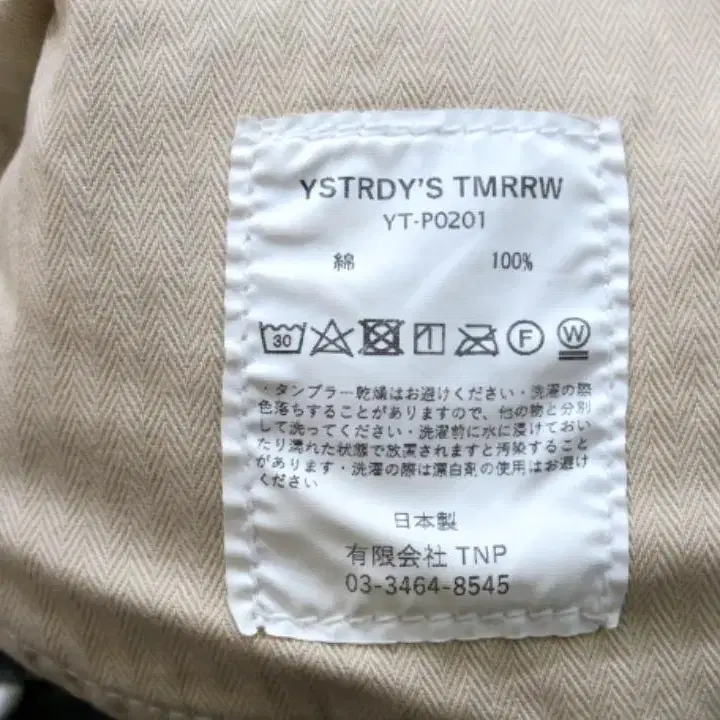 YSTRDY'S TMRRW
YT-P0201
綿 100%
30 F W
・タンブラー乾燥はお避けください・洗濯の際
色落ちすることがありますので、他の物と分別
して洗ってください・洗濯前に水に浸けておい
たり濡れた状態で放置されますと汚染すること
があります・洗濯の際は漂白剤の使用はお避け
ください
日本製
有限会社 TNP
03-3464-8545